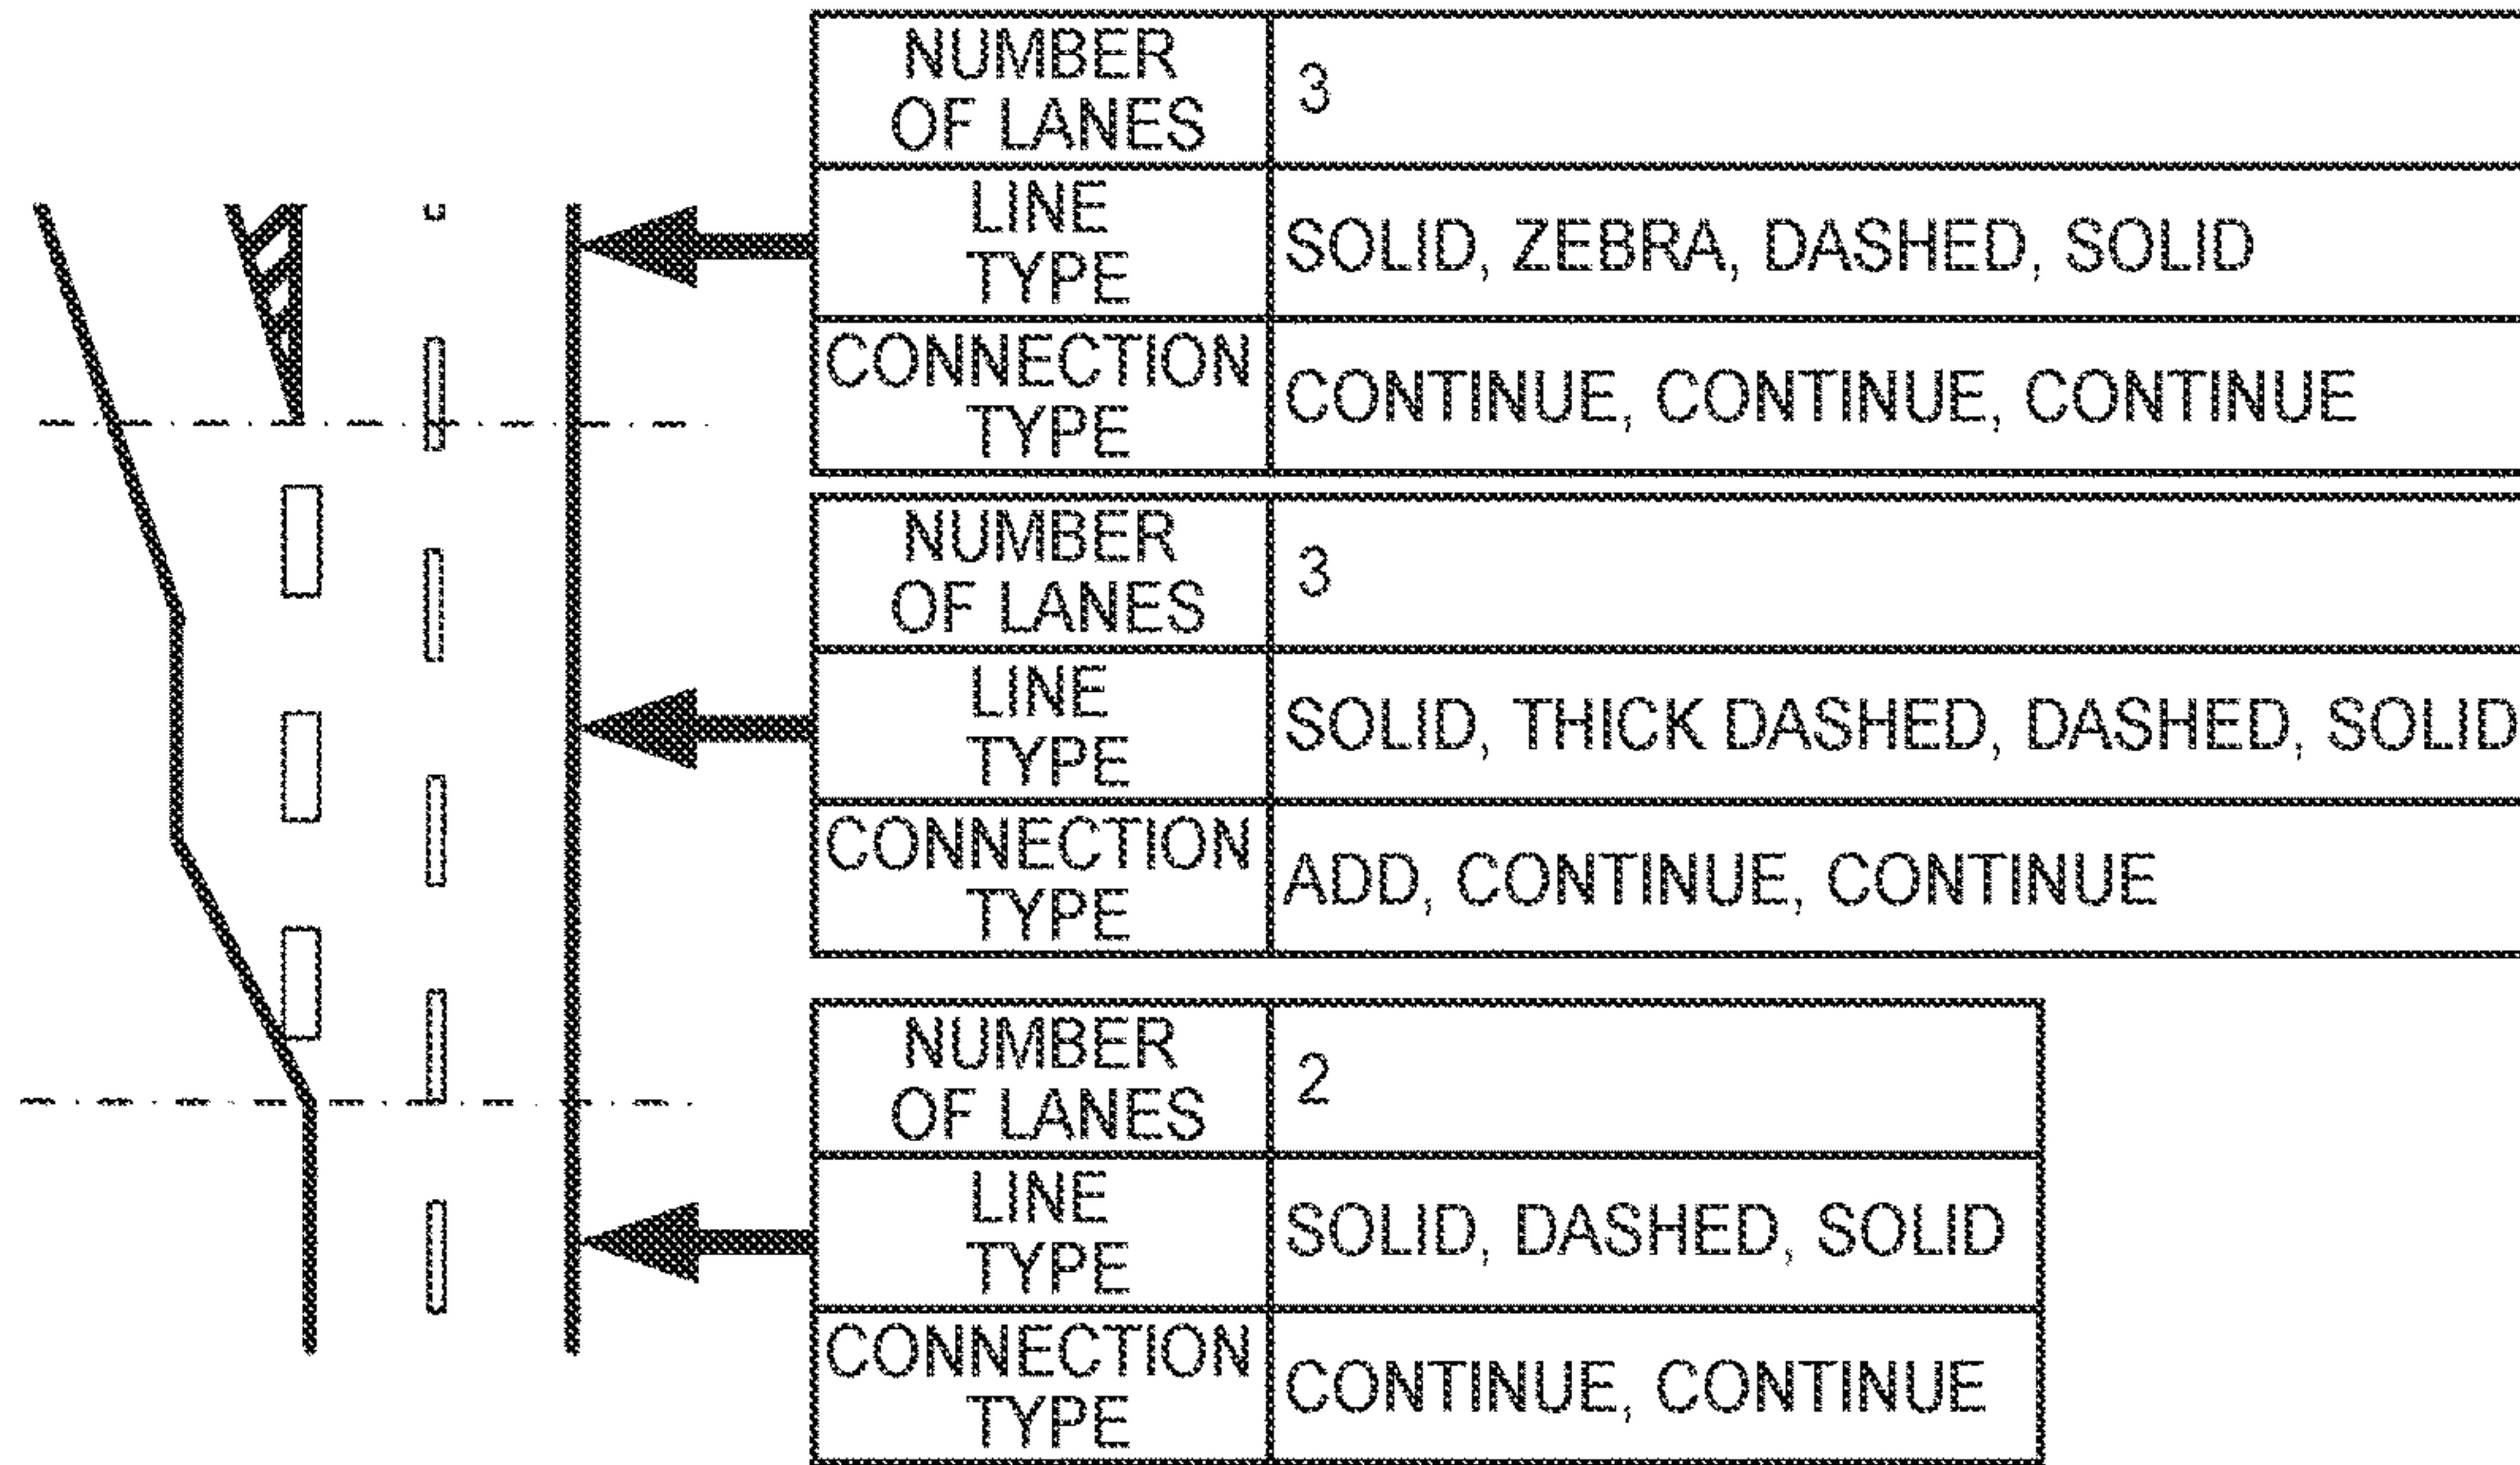 NUMBER
OF LANES
3
LINE
TYPE
SOLID, ZEBRA, DASHED, SOLID
CONNECTION
TYPE
CONTINUE, CONTINUE, CONTINUE
NUMBER
OF LANES
3
LINE
TYPE
SOLID, THICK DASHED, DASHED, SOLID
CONNECTION
TYPE
ADD, CONTINUE, CONTINUE
NUMBER
OF LANES
2
LINE
TYPE
SOLID, DASHED, SOLID
CONNECTION
TYPE
CONTINUE, CONTINUE